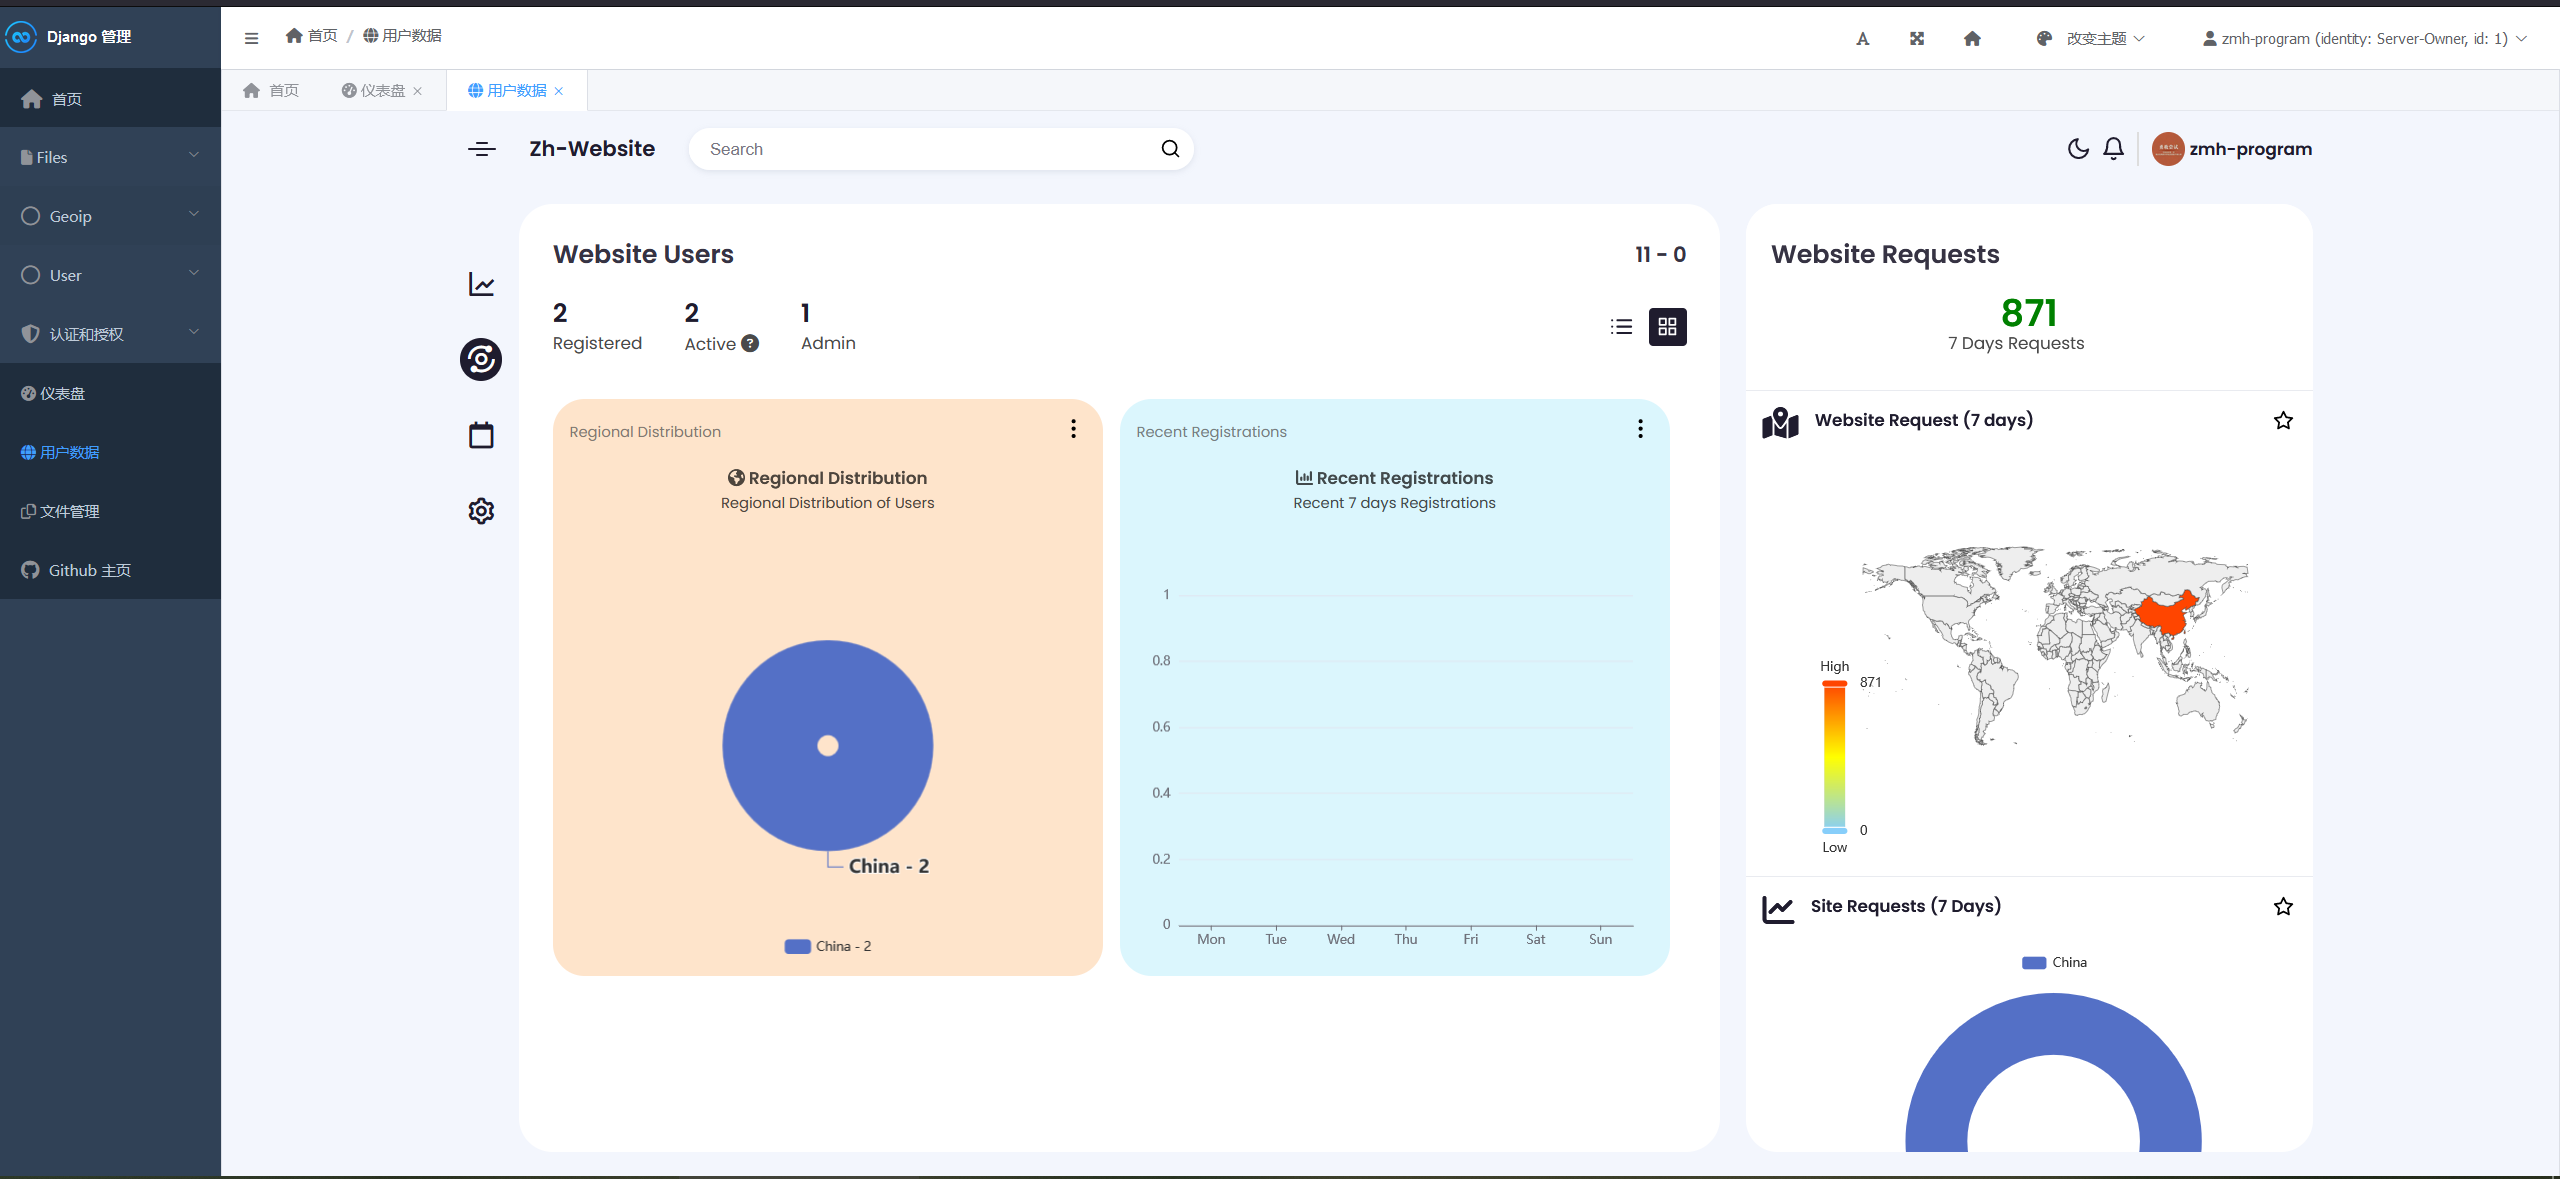 Django 管理
首页 / 用户数据
改变主题
zmh-program (identity: Server-Owner, id: 1)
首页
仪表盘
用户数据
首页
Files
Geoip
User
认证和授权
仪表盘
用户数据
文件管理
Github 主页
Zh-Website
Search
zmh-program
Website Users
11 - 0
2
Registered
2
Active
1
Admin
Regional Distribution
Regional Distribution
Regional Distribution of Users
China - 2
China - 2
Recent Registrations
Recent Registrations
Recent 7 days Registrations
1
0.8
0.6
0.4
0.2
0
Mon Tue Wed Thu Fri Sat Sun
Website Requests
871
7 Days Requests
Website Request (7 days)
High
871
0
Low
Site Requests (7 Days)
China